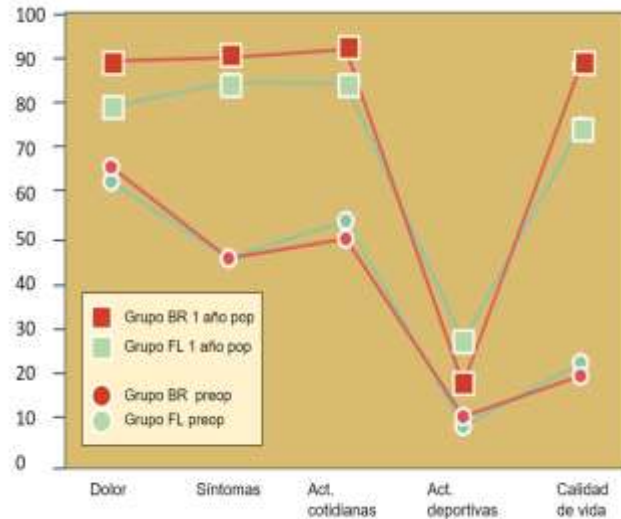 100
90
80
70
60
50
40
30
20
10
0
Grupo BR 1 año pop
Grupo FL 1 año pop
Grupo BR preop
Grupo FL preop
Dolor
Síntomas
Act.
cotidianas
Act.
deportivas
Calidad
de vida